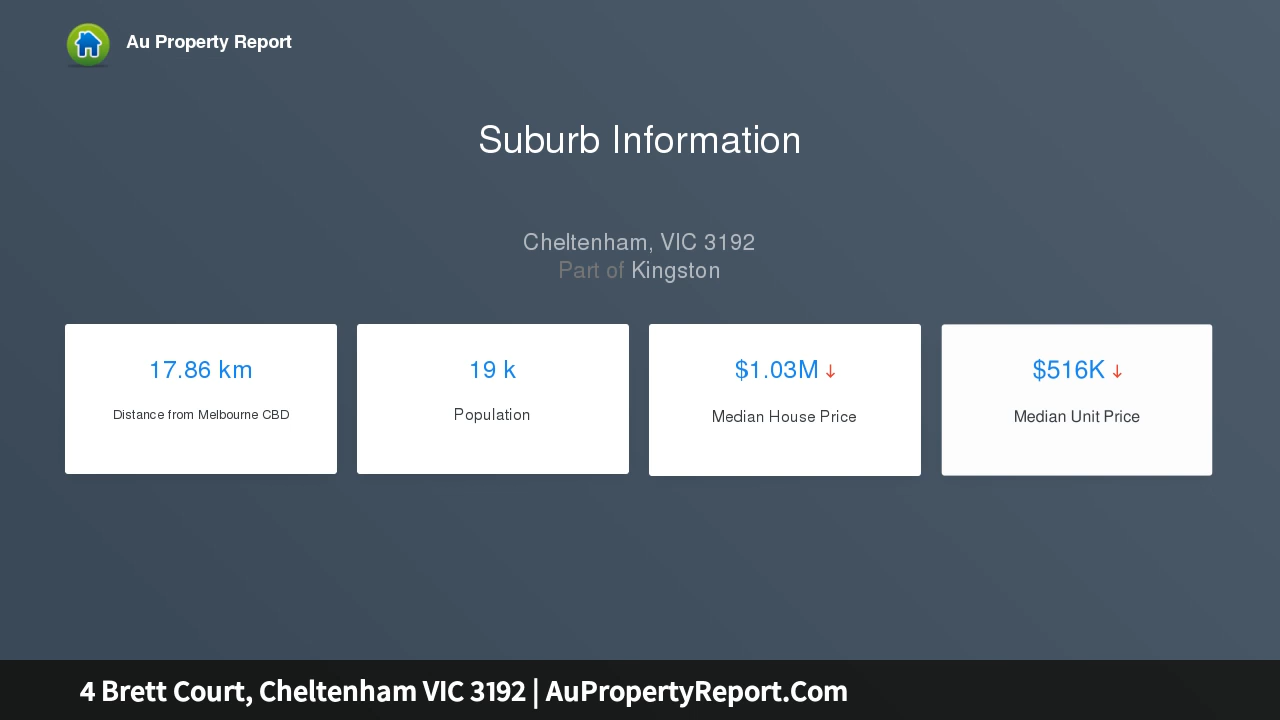 Au Property Report
Suburb Information
Cheltenham, VIC 3192
Part of Kingston
17.86 km
Distance from Melbourne CBD
19 k
Population
$1.03M ↓
Median House Price
$516K ↓
Median Unit Price
4 Brett Court, Cheltenham VIC 3192 | AuPropertyReport.Com